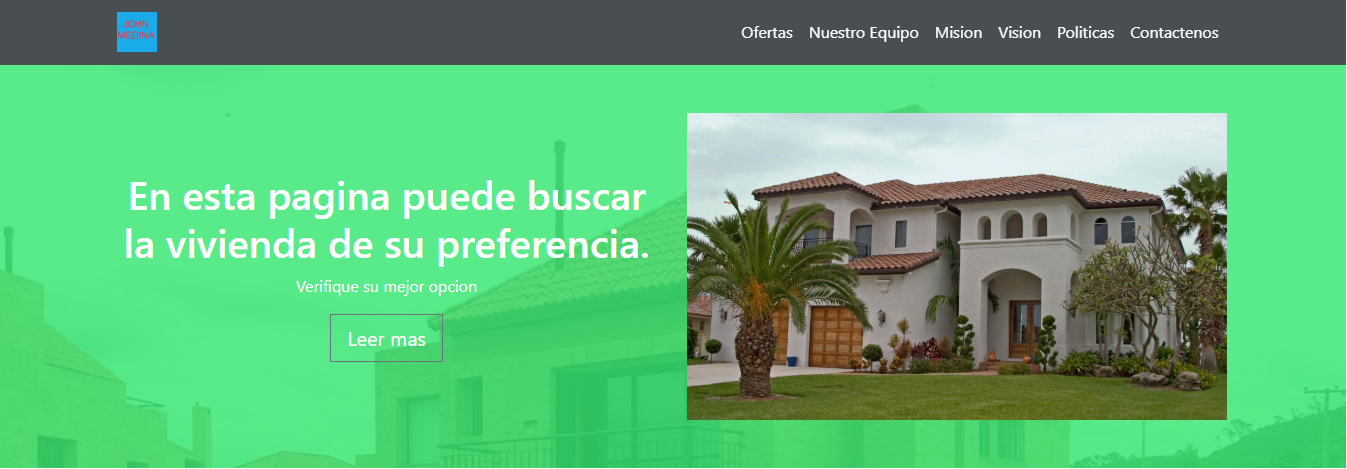 JOHN
MEDINA
Ofertas Nuestro Equipo Mision Vision Politicas Contactenos
En esta pagina puede buscar
la vivienda de su preferencia.
Verifique su mejor opcion
Leer mas